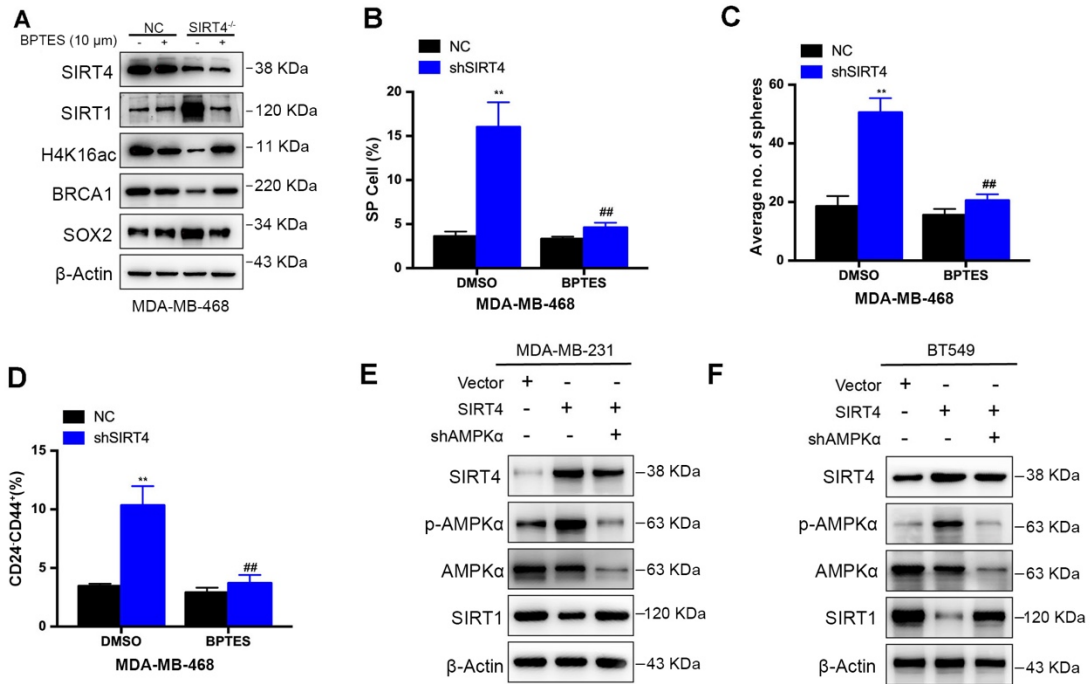 A
NC SIRT4-/-
BPTES (10 μm) - + - +
SIRT4 38 KDa
SIRT1 120 KDa
H4K16ac 11 KDa
BRCA1 220 KDa
SOX2 34 KDa
β-Actin 43 KDa
MDA-MB-468
B
NC
shSIRT4
SP Cell (%)
20
15
10
5
0
**
##
DMSO BPTES
MDA-MB-468
C
NC
shSIRT4
Average no. of spheres
60
40
20
0
**
##
DMSO BPTES
MDA-MB-468
D
NC
shSIRT4
CD24-CD44+(%)
15
10
5
0
**
##
DMSO BPTES
MDA-MB-468
E
MDA-MB-231
Vector + - -
SIRT4 - + +
shAMPKα - - +
SIRT4 38 KDa
p-AMPKα 63 KDa
AMPKα 63 KDa
SIRT1 120 KDa
β-Actin 43 KDa
F
BT549
Vector + - -
SIRT4 - + +
shAMPKα - - +
SIRT4 38 KDa
p-AMPKα 63 KDa
AMPKα 63 KDa
SIRT1 120 KDa
β-Actin 43 KDa